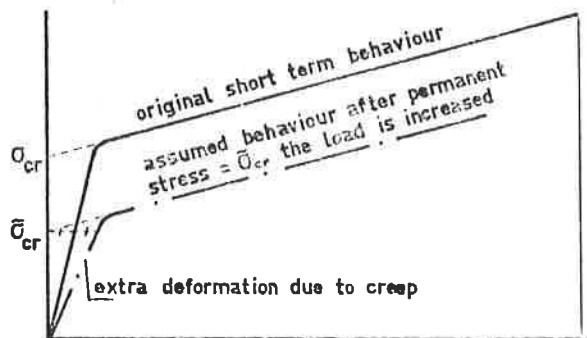 original short term behaviour
assumed behaviour after permanent
stress = σ̃cr the load is increased
σcr
σ̃cr
extra deformation due to creep